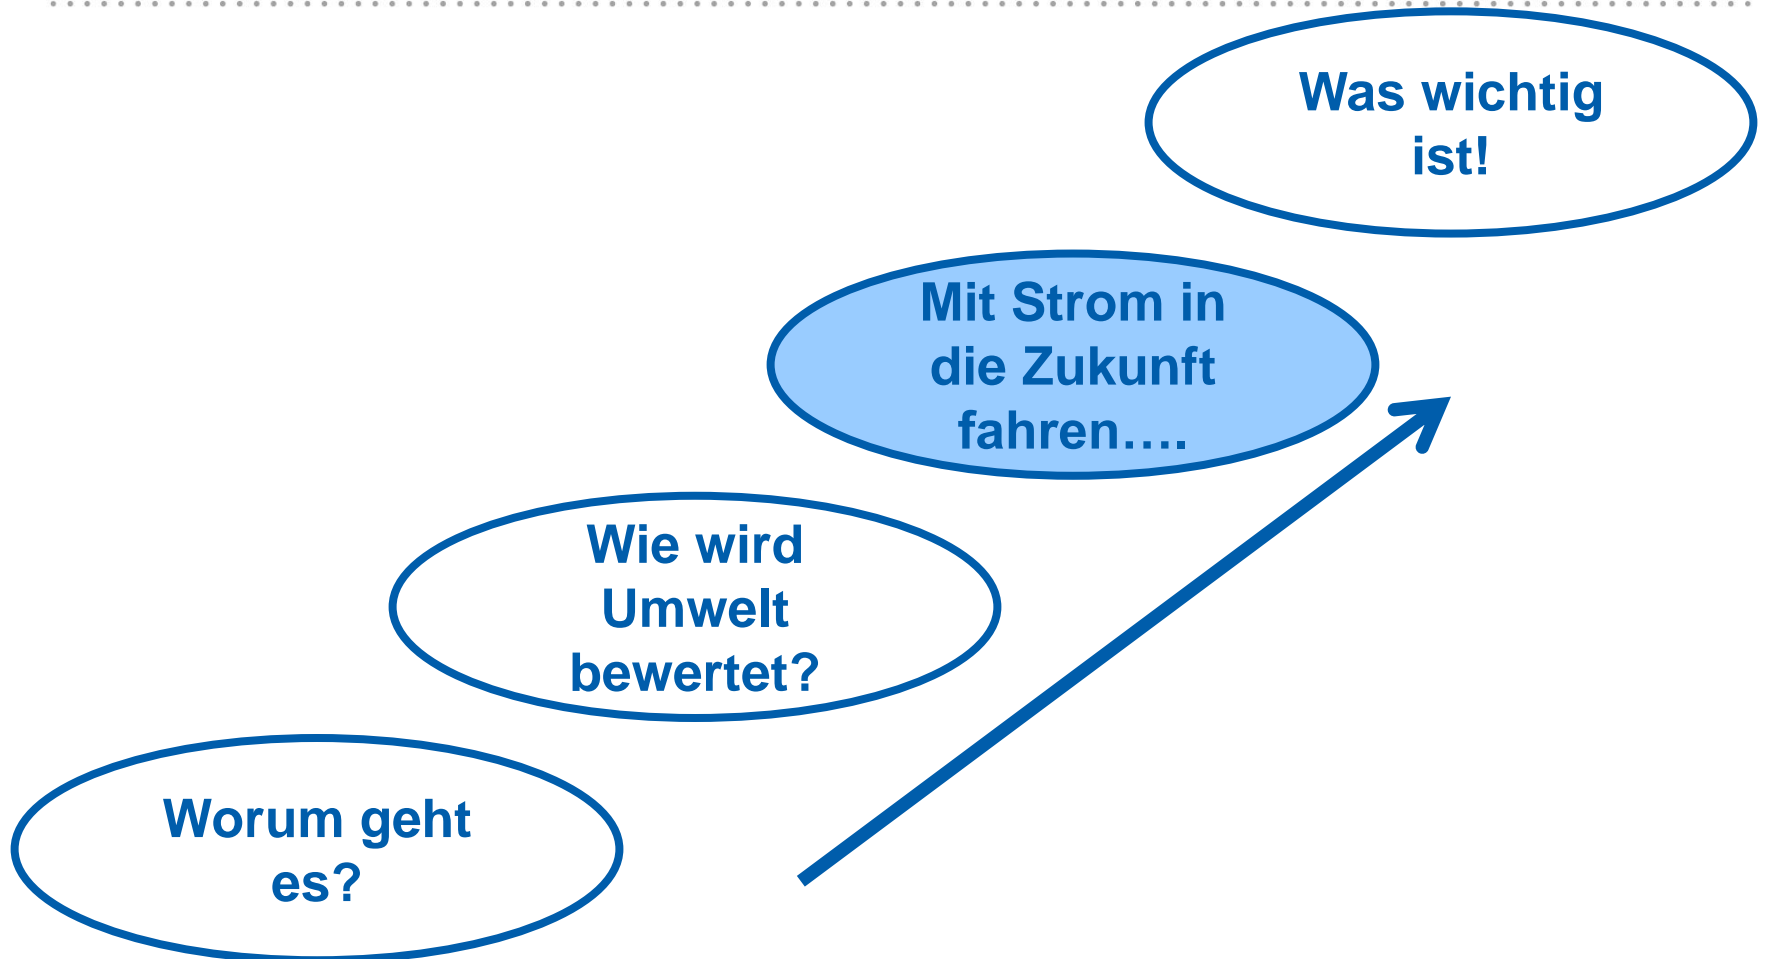 Was wichtig
ist!
Mit Strom in
die Zukunft
fahren….
Wie wird
Umwelt
bewertet?
Worum geht
es?